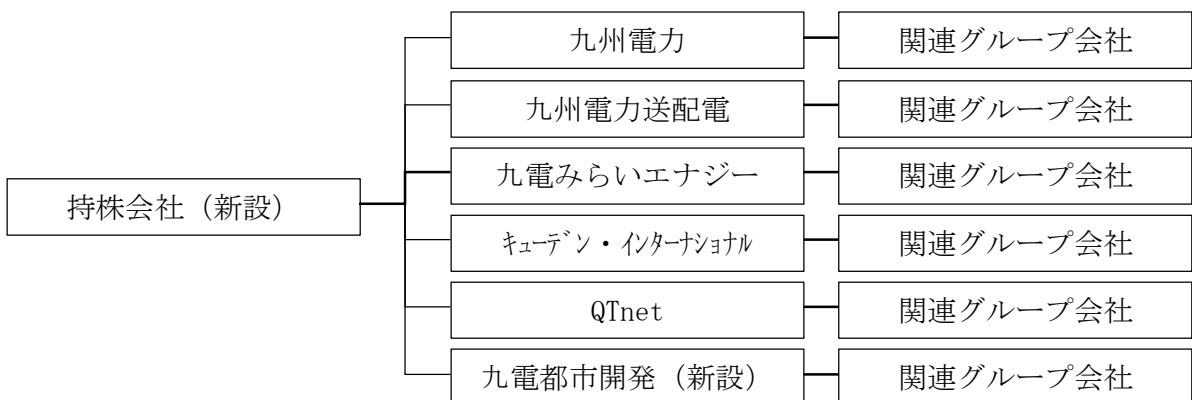 九州電力
関連グループ会社
九州電力送配電
関連グループ会社
九電みらいエナジー
関連グループ会社
持株会社（新設）
ｷｭｰﾃﾞﾝ・ｲﾝﾀｰﾅｼｮﾅﾙ
関連グループ会社
QTnet
関連グループ会社
九電都市開発（新設）
関連グループ会社